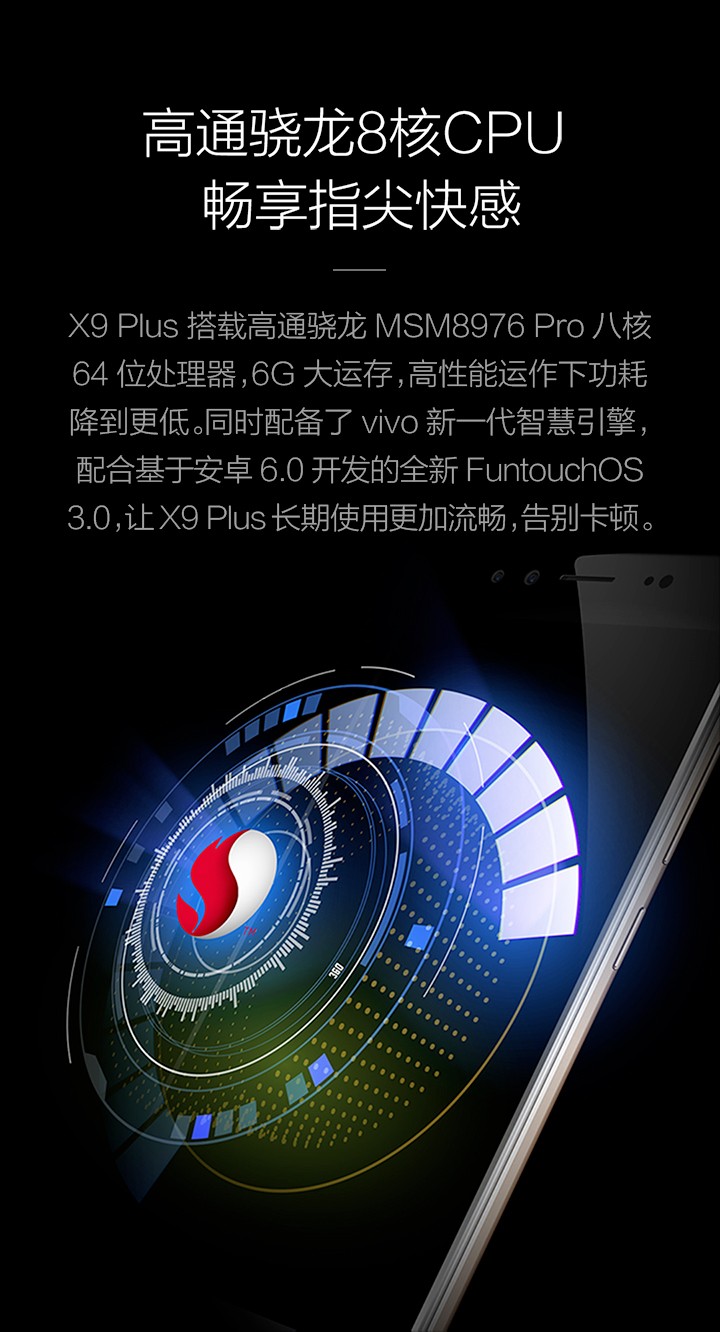 高通骁龙8核CPU
畅享指尖快感
X9 Plus 搭载高通骁龙 MSM8976 Pro 八核
64 位处理器,6G 大运存,高性能运作下功耗
降到更低。同时配备了 vivo 新一代智慧引擎,
配合基于安卓 6.0 开发的全新 FuntouchOS
3.0,让 X9 Plus 长期使用更加流畅,告别卡顿。
TM
360